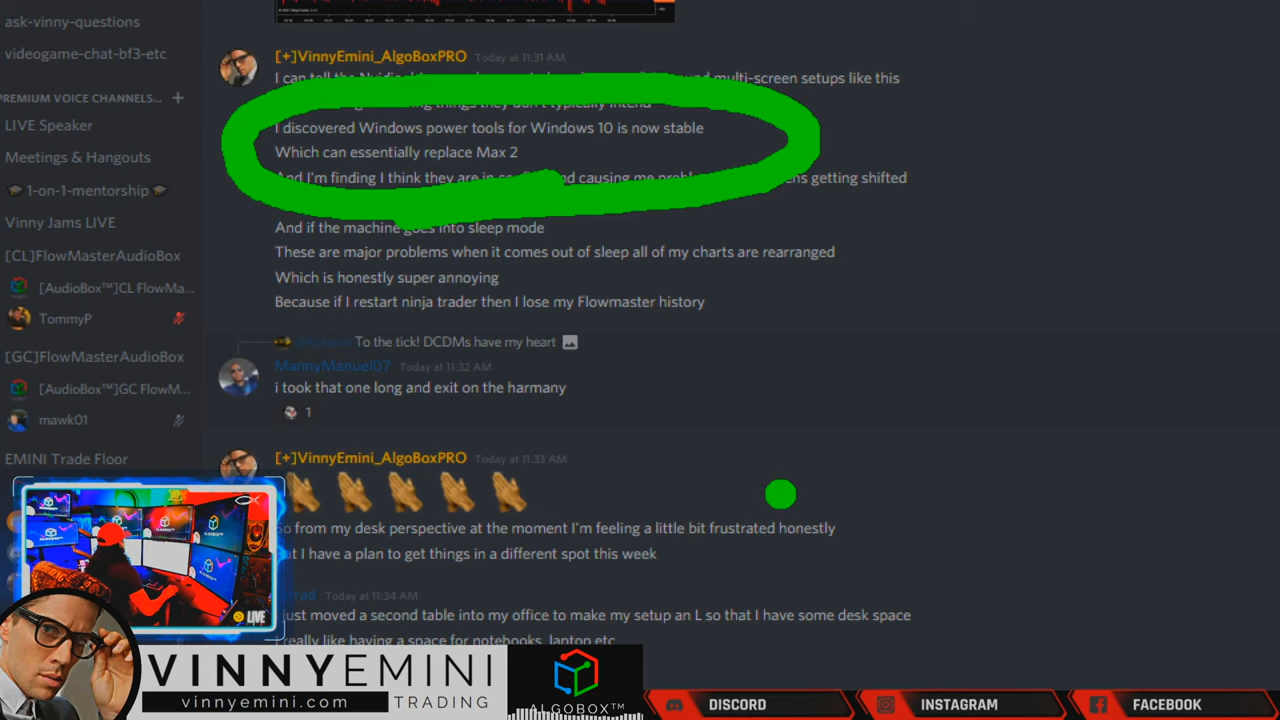 ask-vinny-questions
videogame-chat-bf3-etc
PREMIUM VOICE CHANNELS...
LIVE Speaker
Meetings & Hangouts
1-on-1-mentorship
Vinny Jams LIVE
[CL]FlowMasterAudioBox
[AudioBox™]CL FlowMa...
TommyP
[GC]FlowMasterAudioBox
[AudioBox™]GC FlowM...
mawk01
EMINI Trade Floor
[+]VinnyEmini_AlgoBoxPRO Today at 11:31 AM
I can tell the multi-screen setups like this
things they don't typically intend
I discovered Windows power tools for Windows 10 is now stable
Which can essentially replace Max 2
And I'm finding I think they are in causing me getting shifted
And if the machine goes into sleep mode
These are major problems when it comes out of sleep all of my charts are rearranged
Which is honestly super annoying
Because if I restart ninja trader then I lose my Flowmaster history
To the tick! DCDMs have my heart
MannyManuel07 Today at 11:32 AM
i took that one long and exit on the harmany
1
[+]VinnyEmini_AlgoBoxPRO Today at 11:33 AM
So from my desk perspective at the moment I'm feeling a little bit frustrated honestly
But I have a plan to get things in a different spot this week
Today at 11:34 AM
I just moved a second table into my office to make my setup an L so that I have some desk space
I really like having a space for notebooks, laptop etc
LIVE
VINNYEMINI
vinnyemini.com TRADING
ALGOBOX™
DISCORD
INSTAGRAM
FACEBOOK